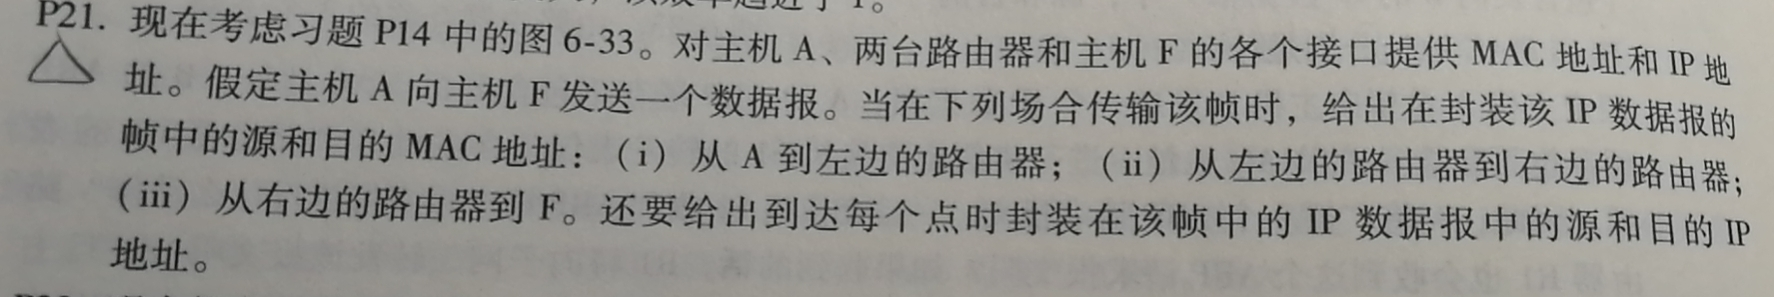 P21. 现在考虑习题 P14 中的图 6-33。对主机 A、两台路由器和主机 F 的各个接口提供 MAC 地址和 IP 地
址。假定主机 A 向主机 F 发送一个数据报。当在下列场合传输该帧时，给出在封装该 IP 数据报的
帧中的源和目的 MAC 地址：（i）从 A 到左边的路由器；（ii）从左边的路由器到右边的路由器；
（iii）从右边的路由器到 F。还要给出到达每个点时封装在该帧中的 IP 数据报中的源和目的 IP
地址。